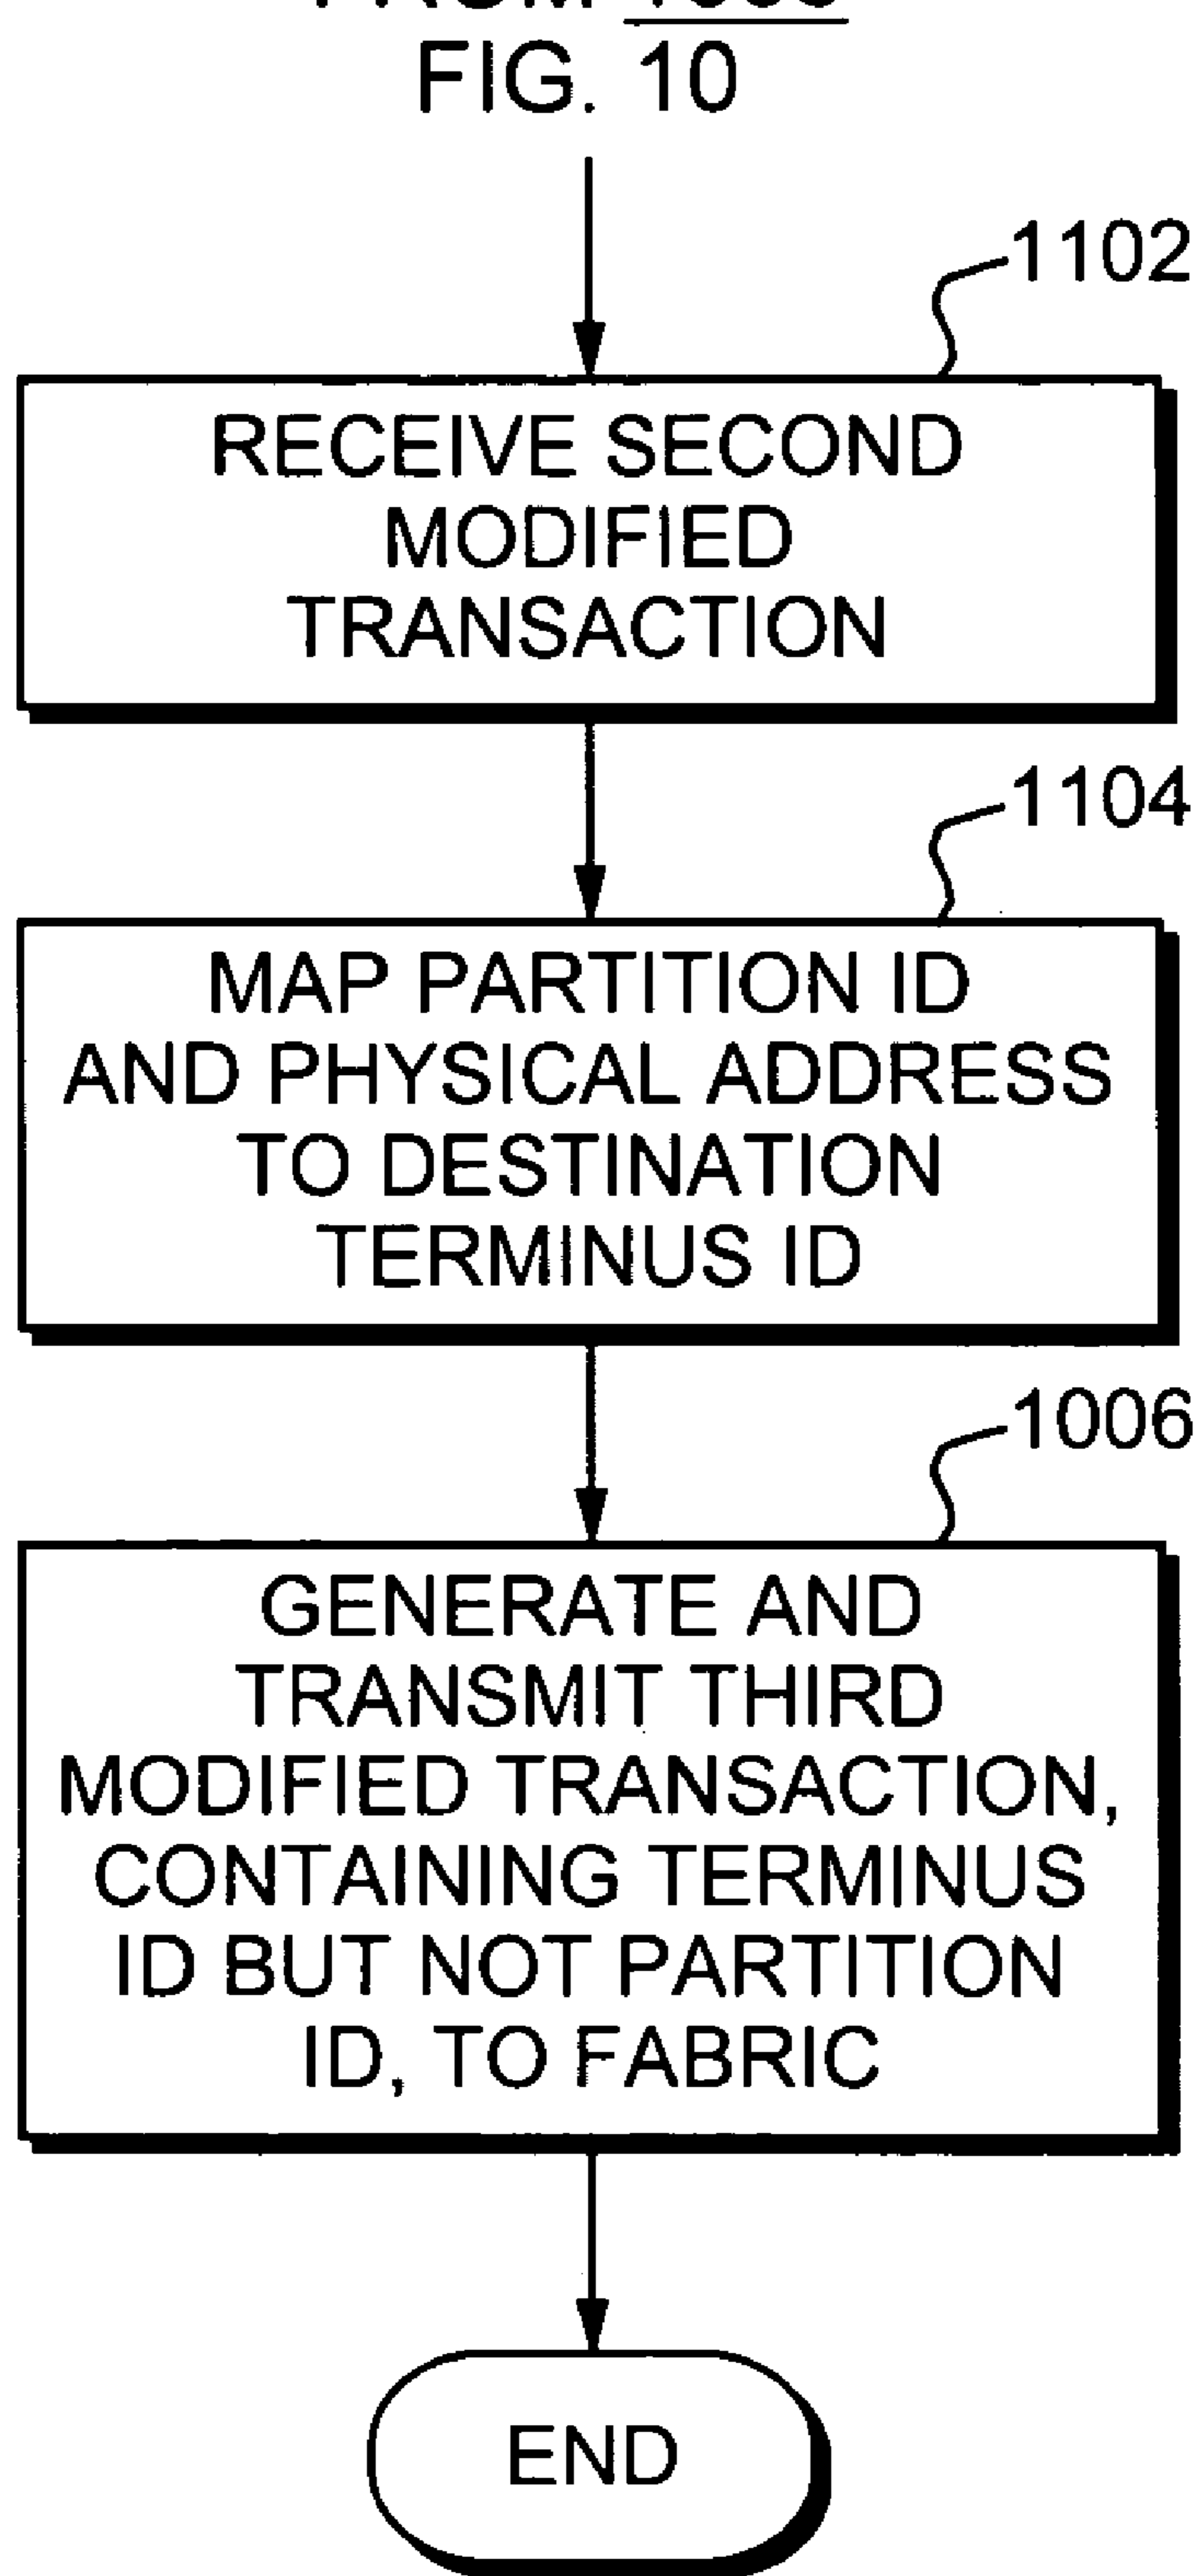 FIG. 10
1102
RECEIVE SECOND
MODIFIED
TRANSACTION
1104
MAP PARTITION ID
AND PHYSICAL ADDRESS
TO DESTINATION
TERMINUS ID
1006
GENERATE AND
TRANSMIT THIRD
MODIFIED TRANSACTION,
CONTAINING TERMINUS
ID BUT NOT PARTITION
ID, TO FABRIC
END